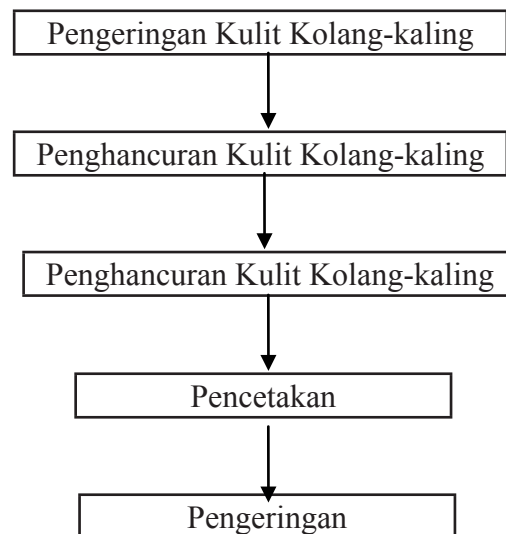 Pengeringan Kulit Kolang-kaling
Penghancuran Kulit Kolang-kaling
Penghancuran Kulit Kolang-kaling
Pencetakan
Pengeringan